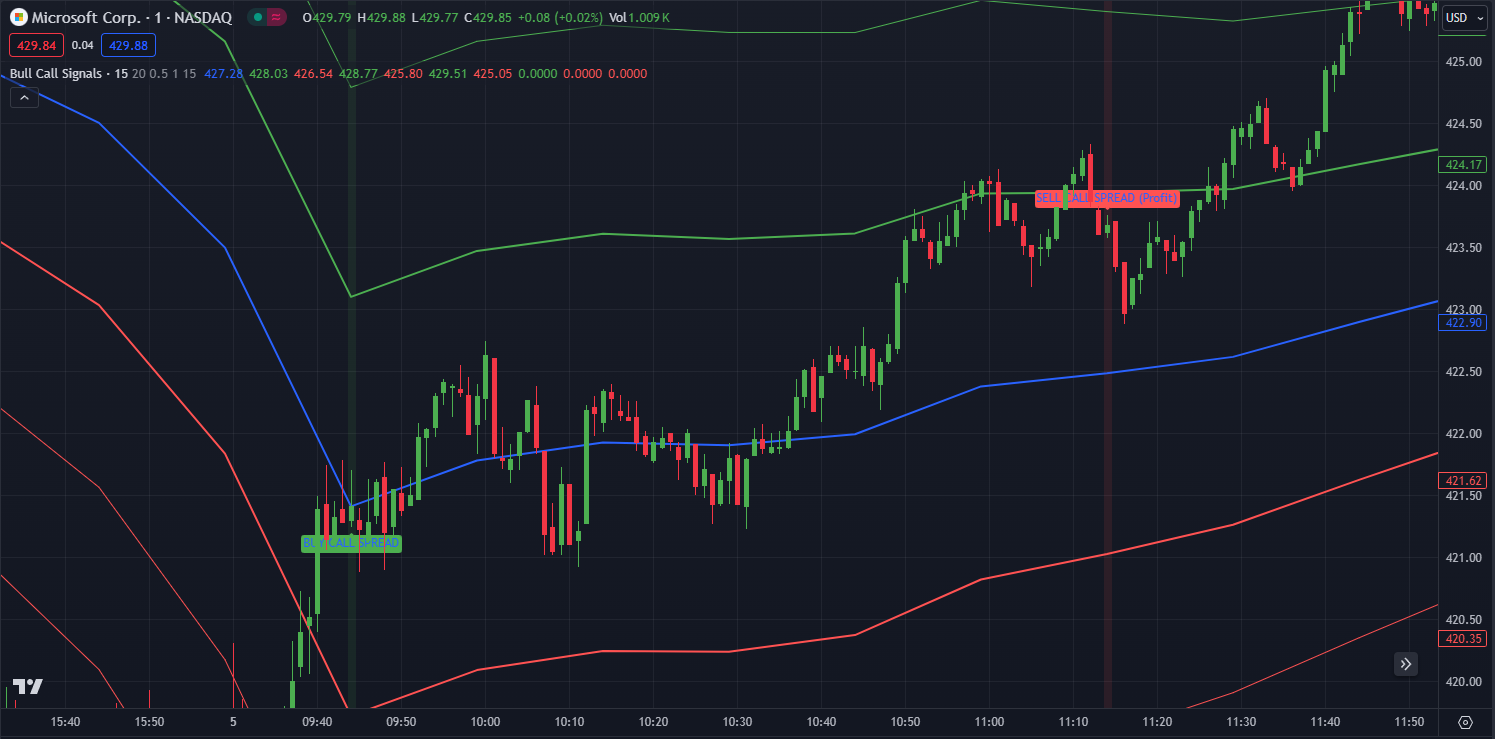 Microsoft Corp. · 1 · NASDAQ O429.79 H429.88 L429.77 C429.85 +0.08 (+0.02%) Vol1.009 K
USD
429.84 0.04 429.88
Bull Call Signals · 15 20 0.5 1 15 427.28 428.03 426.54 428.77 425.80 429.51 425.05 0.0000 0.0000 0.0000
425.00
424.50
424.17
424.00
SELL CALL SPREAD (Profit)
423.50
423.00
422.90
422.50
422.00
421.62
421.50
BUY CALL SPREAD
421.00
420.50
420.35
420.00
15:40 15:50 5 09:40 09:50 10:00 10:10 10:20 10:30 10:40 10:50 11:00 11:10 11:20 11:30 11:40 11:50